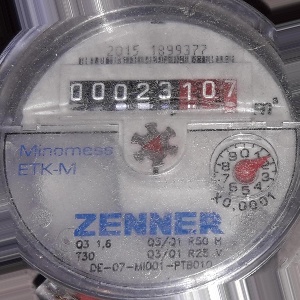 2015 1899377
00023107 m³
Minomess
ETK-M
x0,0001
ZENNER
Q3 1,6 Q3/Q1 R50 H
T30 Q3/Q1 R25 V
DE-07-MI001-PTB010